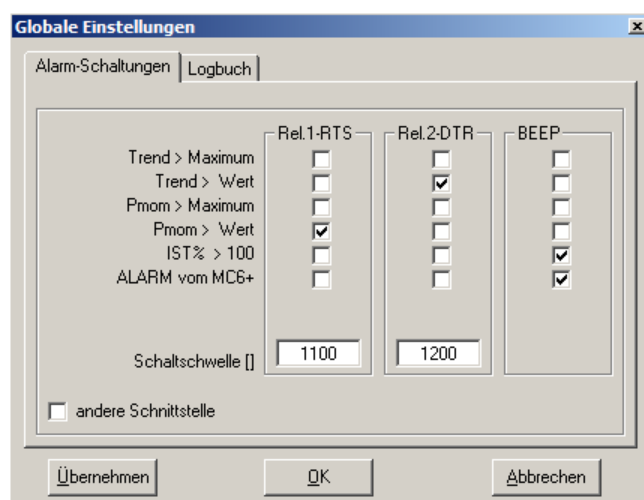 Globale Einstellungen
Alarm-Schaltungen Logbuch
Rel.1-RTS Rel.2-DTR BEEP
Trend > Maximum
Trend > Wert
Pmom > Maximum
Pmom > Wert
IST% > 100
ALARM vom MC6+
Schaltschwelle [] 1100 1200
andere Schnittstelle
Übernehmen OK Abbrechen